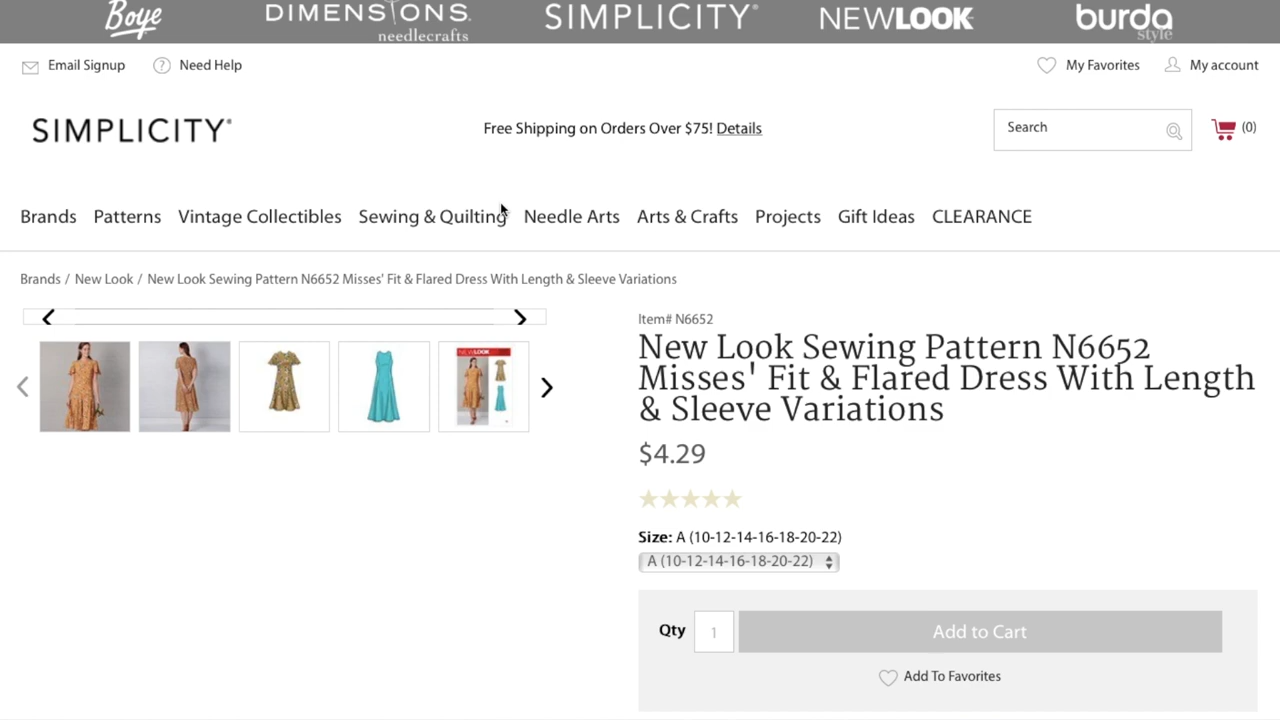 Boye DIMENSIONS® SIMPLICITY® NEWLOOK burda
needlecrafts style
Email Signup Need Help My Favorites My account
SIMPLICITY® Free Shipping on Orders Over $75! Details Search (0)
Brands Patterns Vintage Collectibles Sewing & Quilting Needle Arts Arts & Crafts Projects Gift Ideas CLEARANCE
Brands / New Look / New Look Sewing Pattern N6652 Misses' Fit & Flared Dress With Length & Sleeve Variations
Item# N6652
New Look Sewing Pattern N6652
Misses' Fit & Flared Dress With Length
& Sleeve Variations
$4.29
Size: A (10-12-14-16-18-20-22)
A (10-12-14-16-18-20-22)
Qty 1 Add to Cart
Add To Favorites
NEW LOOK